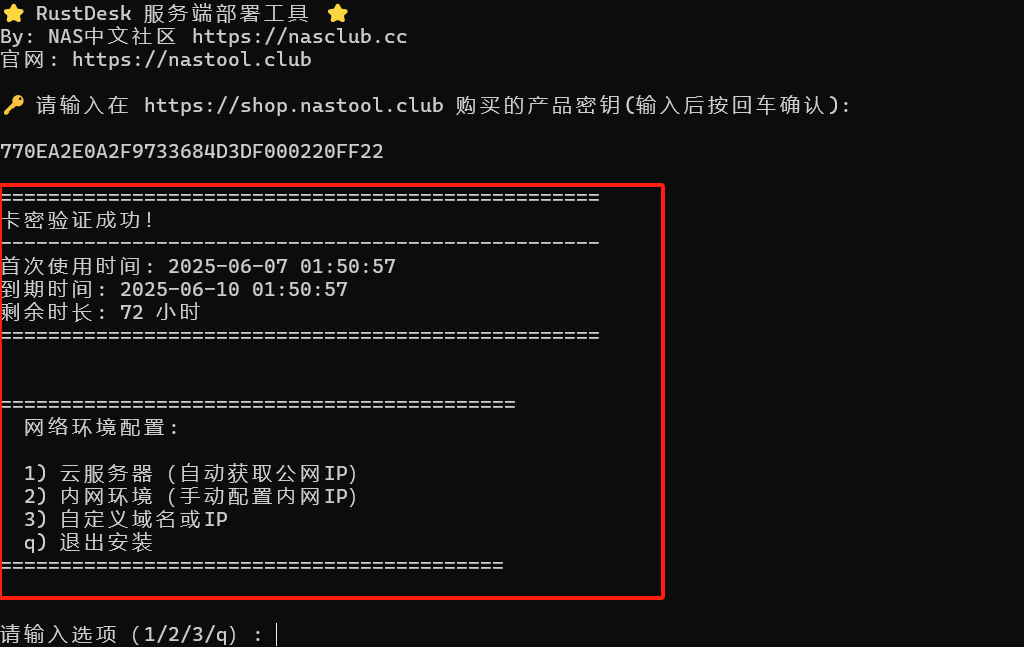 ⭐ RustDesk 服务端部署工具 ⭐
By: NAS中文社区 https://nasclub.cc
官网: https://nastool.club
🔑 请输入在 https://shop.nastool.club 购买的产品密钥(输入后按回车确认):
770EA2E0A2F9733684D3DF000220FF22
==================================================
卡密验证成功!
--------------------------------------------------
首次使用时间: 2025-06-07 01:50:57
到期时间: 2025-06-10 01:50:57
剩余时长: 72 小时
==================================================
===========================================
网络环境配置:
1) 云服务器 (自动获取公网IP)
2) 内网环境 (手动配置内网IP)
3) 自定义域名或IP
q) 退出安装
==========================================
请输入选项 (1/2/3/q) :